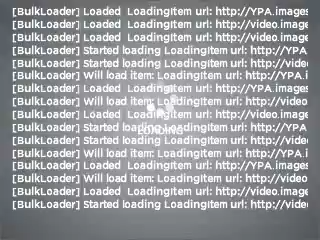 [BulkLoader] Loaded LoadingItem url: http://YPA.images
[BulkLoader] Loaded LoadingItem url: http://video.image
[BulkLoader] Loaded LoadingItem url: http://YPA.images
[BulkLoader] Started loading LoadingItem url: http://YPA
[BulkLoader] Started loading LoadingItem url: http://vide
[BulkLoader] Will load item: LoadingItem url: http://YPA.i
[BulkLoader] Loaded LoadingItem url: http://YPA.images
[BulkLoader] Will load item: LoadingItem url: http://video
[BulkLoader] Loaded LoadingItem url: http://video.image
[BulkLoader] Started loading LoadingItem url: http://YPA
LOADING
[BulkLoader] Started loading LoadingItem url: http://vide
[BulkLoader] Will load item: LoadingItem url: http://YPA.i
[BulkLoader] Loaded LoadingItem url: http://YPA.images
[BulkLoader] Will load item: LoadingItem url: http://video
[BulkLoader] Loaded LoadingItem url: http://video.image
[BulkLoader] Started loading LoadingItem url: http://vide